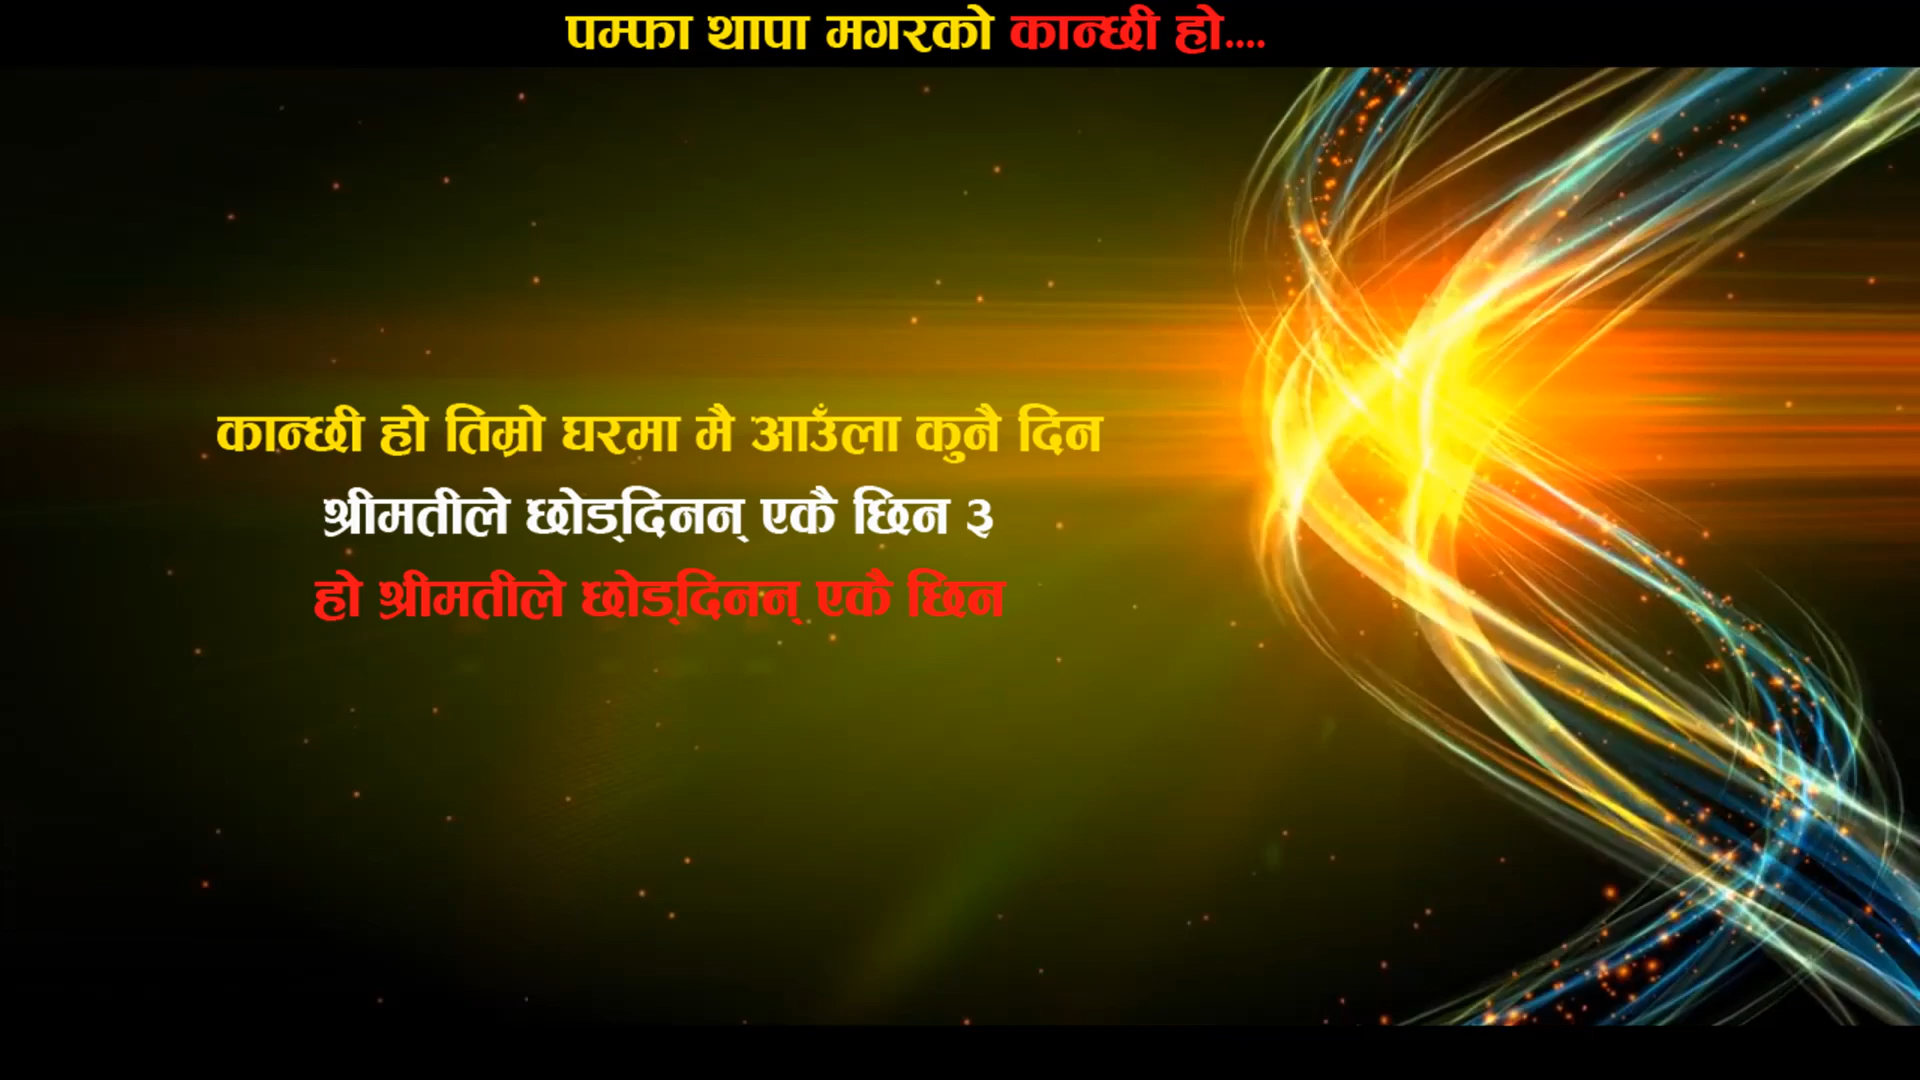 पम्फा थापा मगरको कान्छी हो....
कान्छी हो तिम्रो घरमा मै आउँला कुनै दिन
श्रीमतीले छोड्दिनन् एकै छिन ३
हो श्रीमतीले छोड्दिनन् एकै छिन